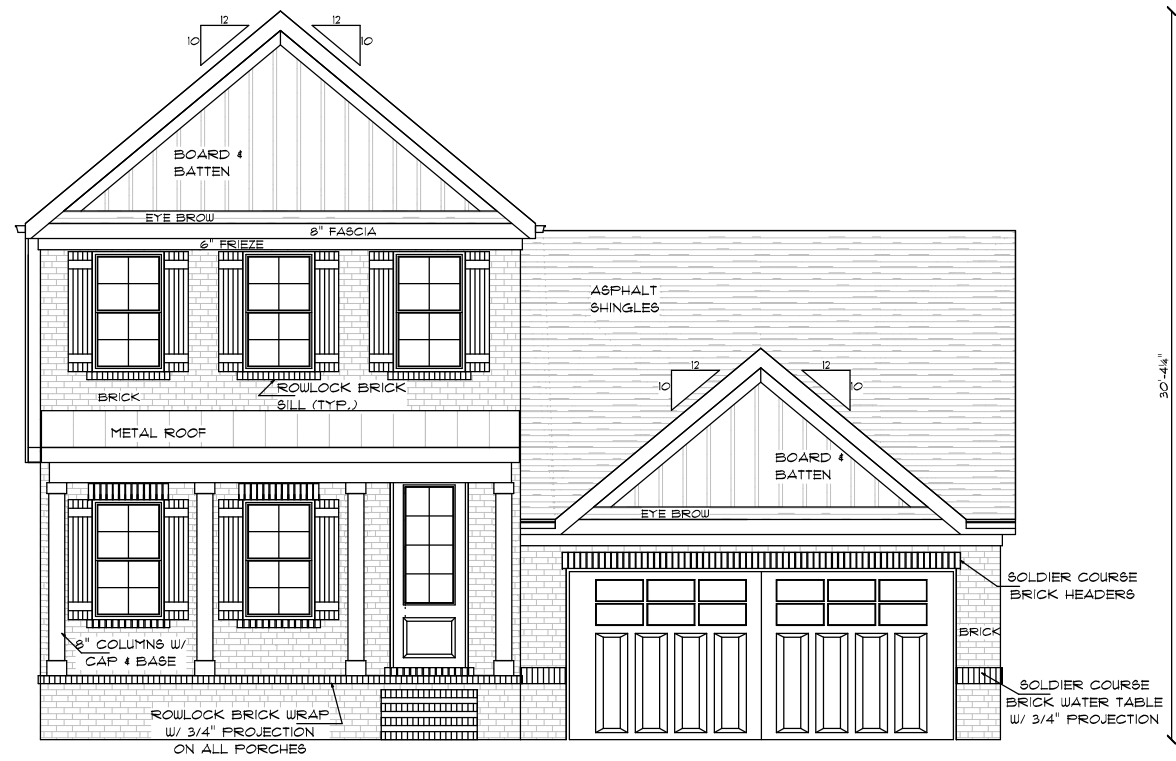 12
12
10
10
BOARD &
BATTEN
EYE BROW
8" FASCIA
6" FRIEZE
ASPHALT
SHINGLES
12
12
10
10
ROWLOCK BRICK
SILL (TYP.)
BRICK
METAL ROOF
30'-4¼"
BOARD &
BATTEN
EYE BROW
SOLDIER COURSE
BRICK HEADERS
BRICK
8" COLUMNS W/
CAP & BASE
SOLDIER COURSE
BRICK WATER TABLE
W/ 3/4" PROJECTION
ROWLOCK BRICK WRAP
W/ 3/4" PROJECTION
ON ALL PORCHES